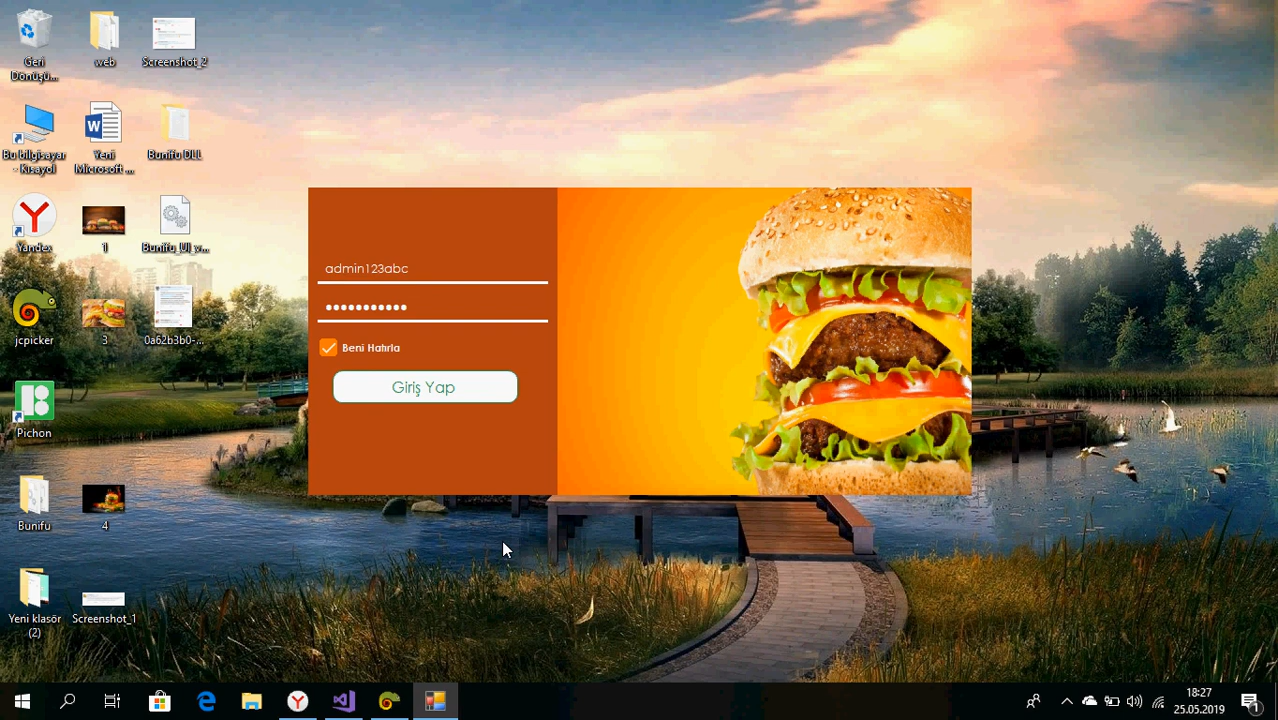 Geri
Dönüşü...
web
Screenshot_2
Bu bilgisayar
- Kısayol
Yeni
Microsoft ...
Bunifu DLL
Yandex
1
Bunifu_UI_v...
jcpicker
3
0a62b3b0-...
Pichon
Bunifu
4
Yeni klasör
(2)
Screenshot_1
admin123abc
•••••••••••
Beni Hatırla
Giriş Yap
18:27
25.05.2019
1